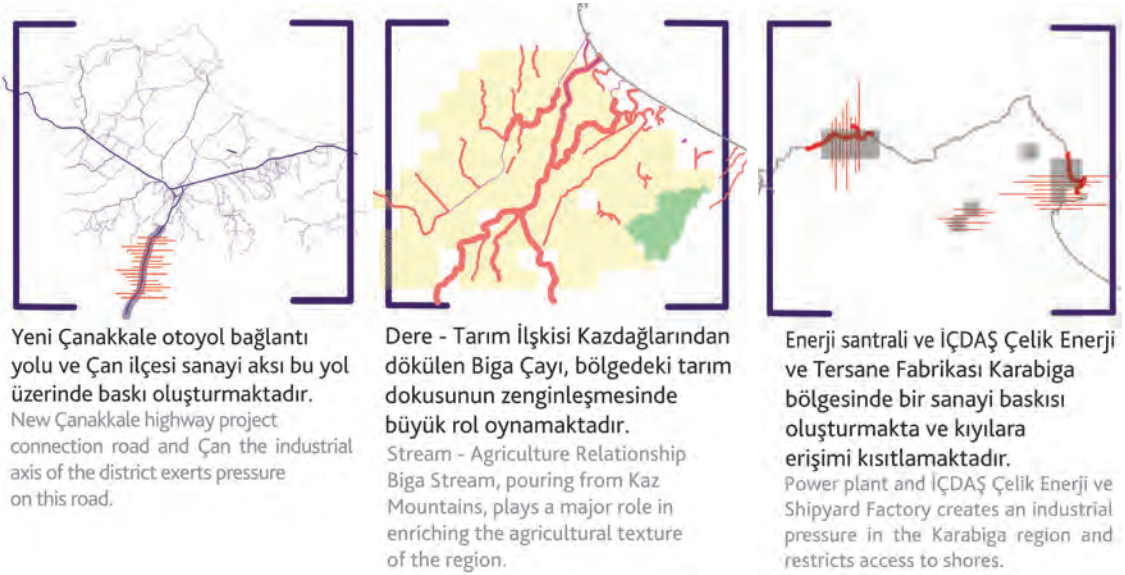 Yeni Çanakkale otoyol bağlantı
yolu ve Çan ilçesi sanayi aksı bu yol
üzerinde baskı oluşturmaktadır.
New Çanakkale highway project
connection road and Çan the industrial
axis of the district exerts pressure
on this road.
Dere - Tarım İlşkisi Kazdağlarından
dökülen Biga Çayı, bölgedeki tarım
dokusunun zenginleşmesinde
büyük rol oynamaktadır.
Stream - Agriculture Relationship
Biga Stream, pouring from Kaz
Mountains, plays a major role in
enriching the agricultural texture
of the region.
Enerji santrali ve İÇDAŞ Çelik Enerji
ve Tersane Fabrikası Karabiga
bölgesinde bir sanayi baskısı
oluşturmakta ve kıyılara
erişimi kısıtlamaktadır.
Power plant and İÇDAŞ Çelik Enerji ve
Shipyard Factory creates an industrial
pressure in the Karabiga region and
restricts access to shores.